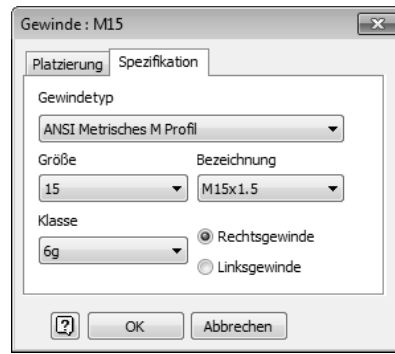 Gewinde : M15
Platzierung Spezifikation
Gewindetyp
ANSI Metrisches M Profil
Größe Bezeichnung
15 M15x1.5
Klasse
6g
Rechtsgewinde
Linksgewinde
? OK Abbrechen